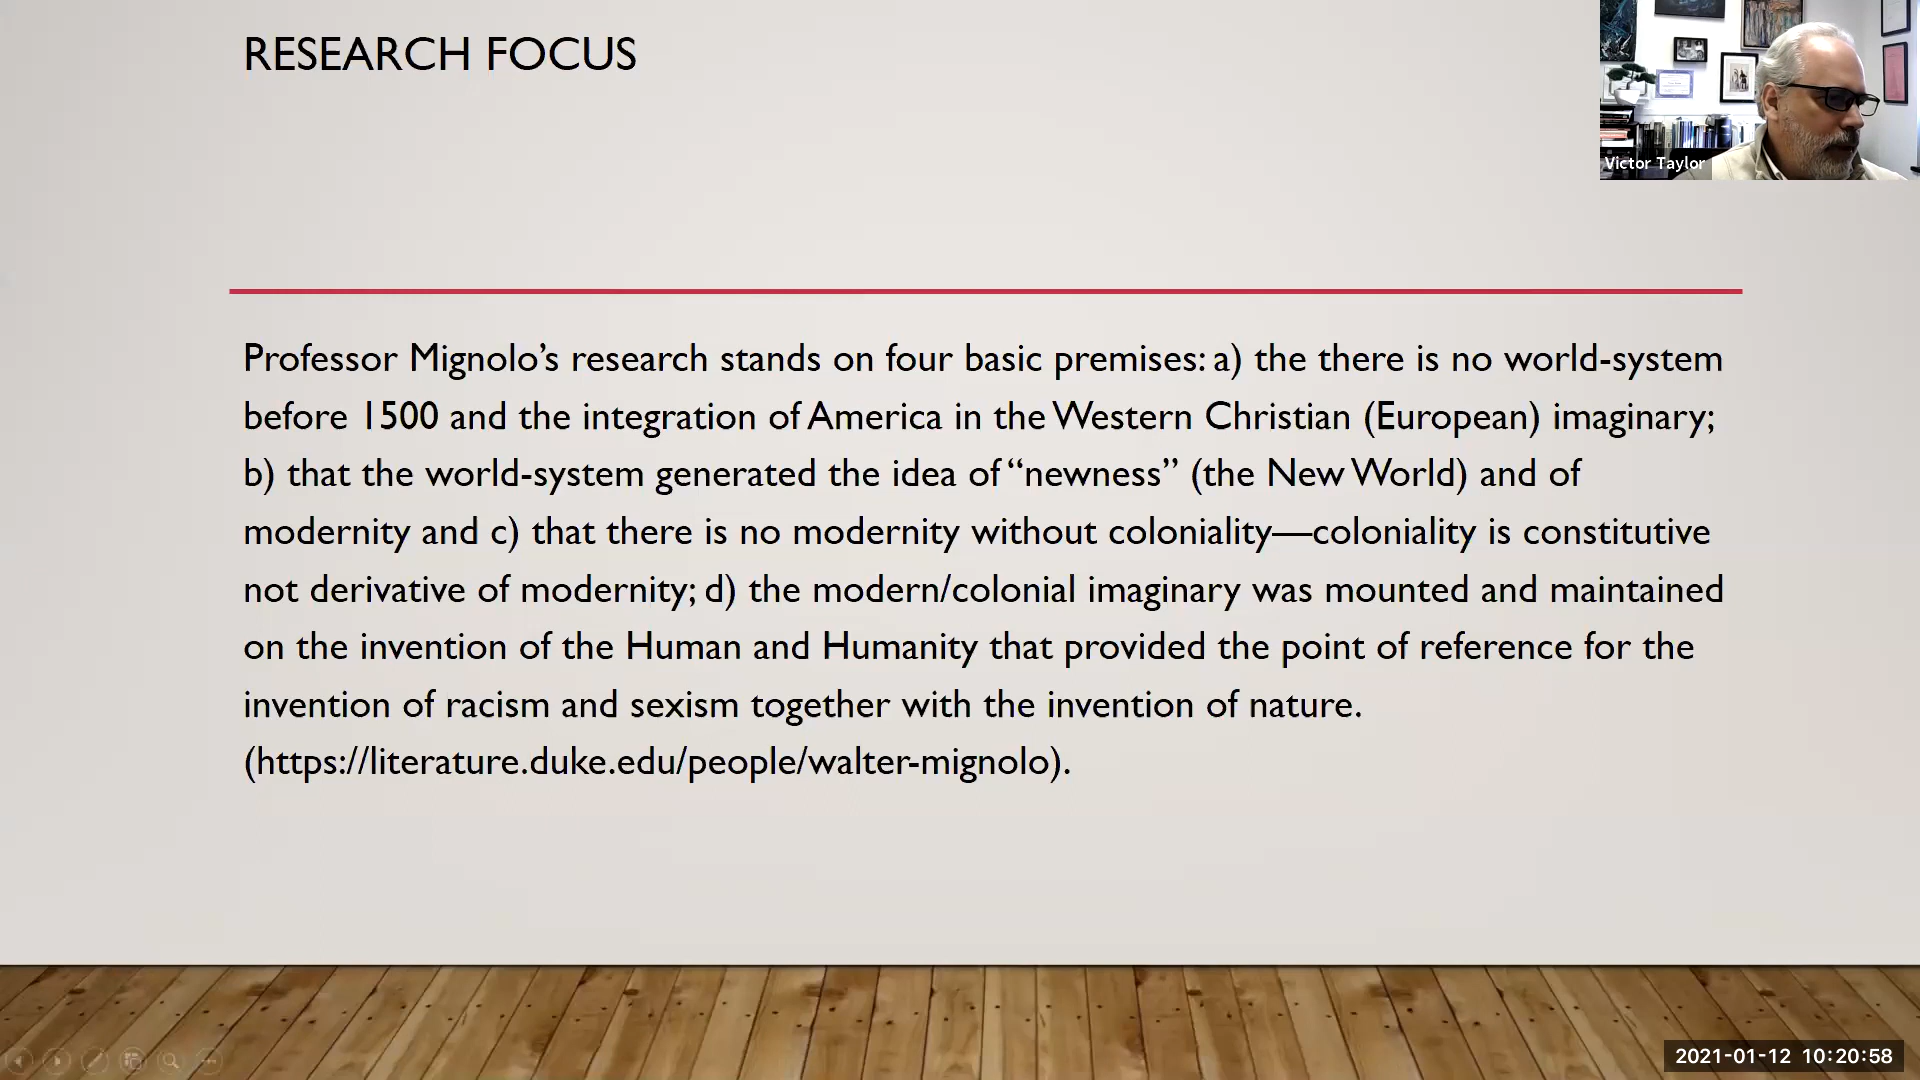 RESEARCH FOCUS
Victor Taylor
Professor Mignolo’s research stands on four basic premises: a) the there is no world-system
before 1500 and the integration of America in the Western Christian (European) imaginary;
b) that the world-system generated the idea of “newness” (the New World) and of
modernity and c) that there is no modernity without coloniality—coloniality is constitutive
not derivative of modernity; d) the modern/colonial imaginary was mounted and maintained
on the invention of the Human and Humanity that provided the point of reference for the
invention of racism and sexism together with the invention of nature.
(https://literature.duke.edu/people/walter-mignolo).
2021-01-12 10:20:58